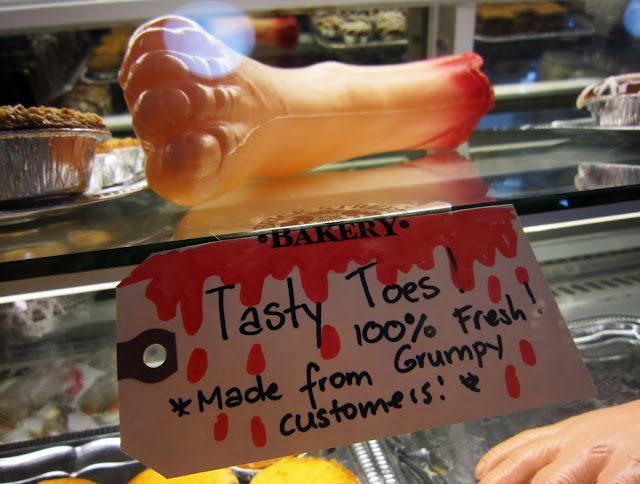 •BAKERY•
Tasty Toes!
100% Fresh!
*Made from Grumpy
customers!